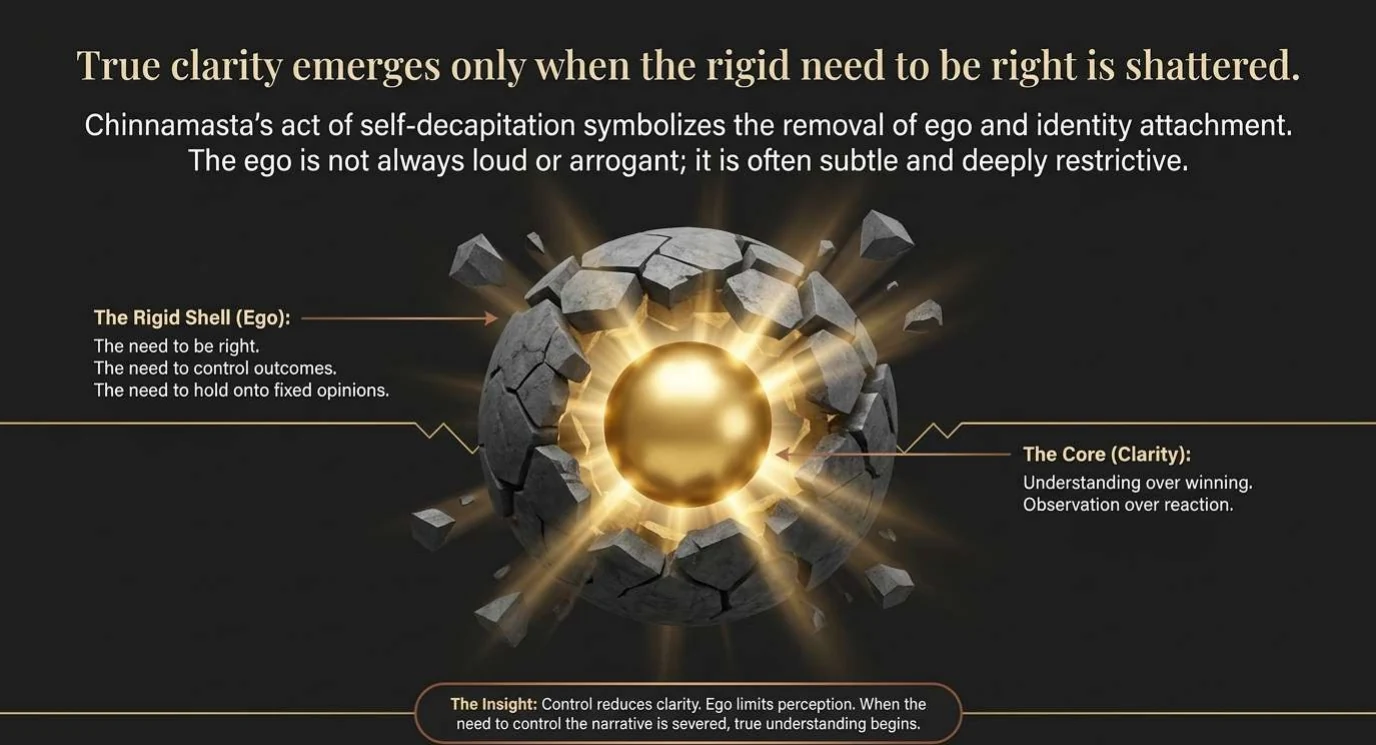 True clarity emerges only when the rigid need to be right is shattered.
Chinnamasta’s act of self-decapitation symbolizes the removal of ego and identity attachment.
The ego is not always loud or arrogant; it is often subtle and deeply restrictive.
The Rigid Shell (Ego):
The need to be right.
The need to control outcomes.
The need to hold onto fixed opinions.
The Core (Clarity):
Understanding over winning.
Observation over reaction.
The Insight: Control reduces clarity. Ego limits perception. When the
need to control the narrative is severed, true understanding begins.